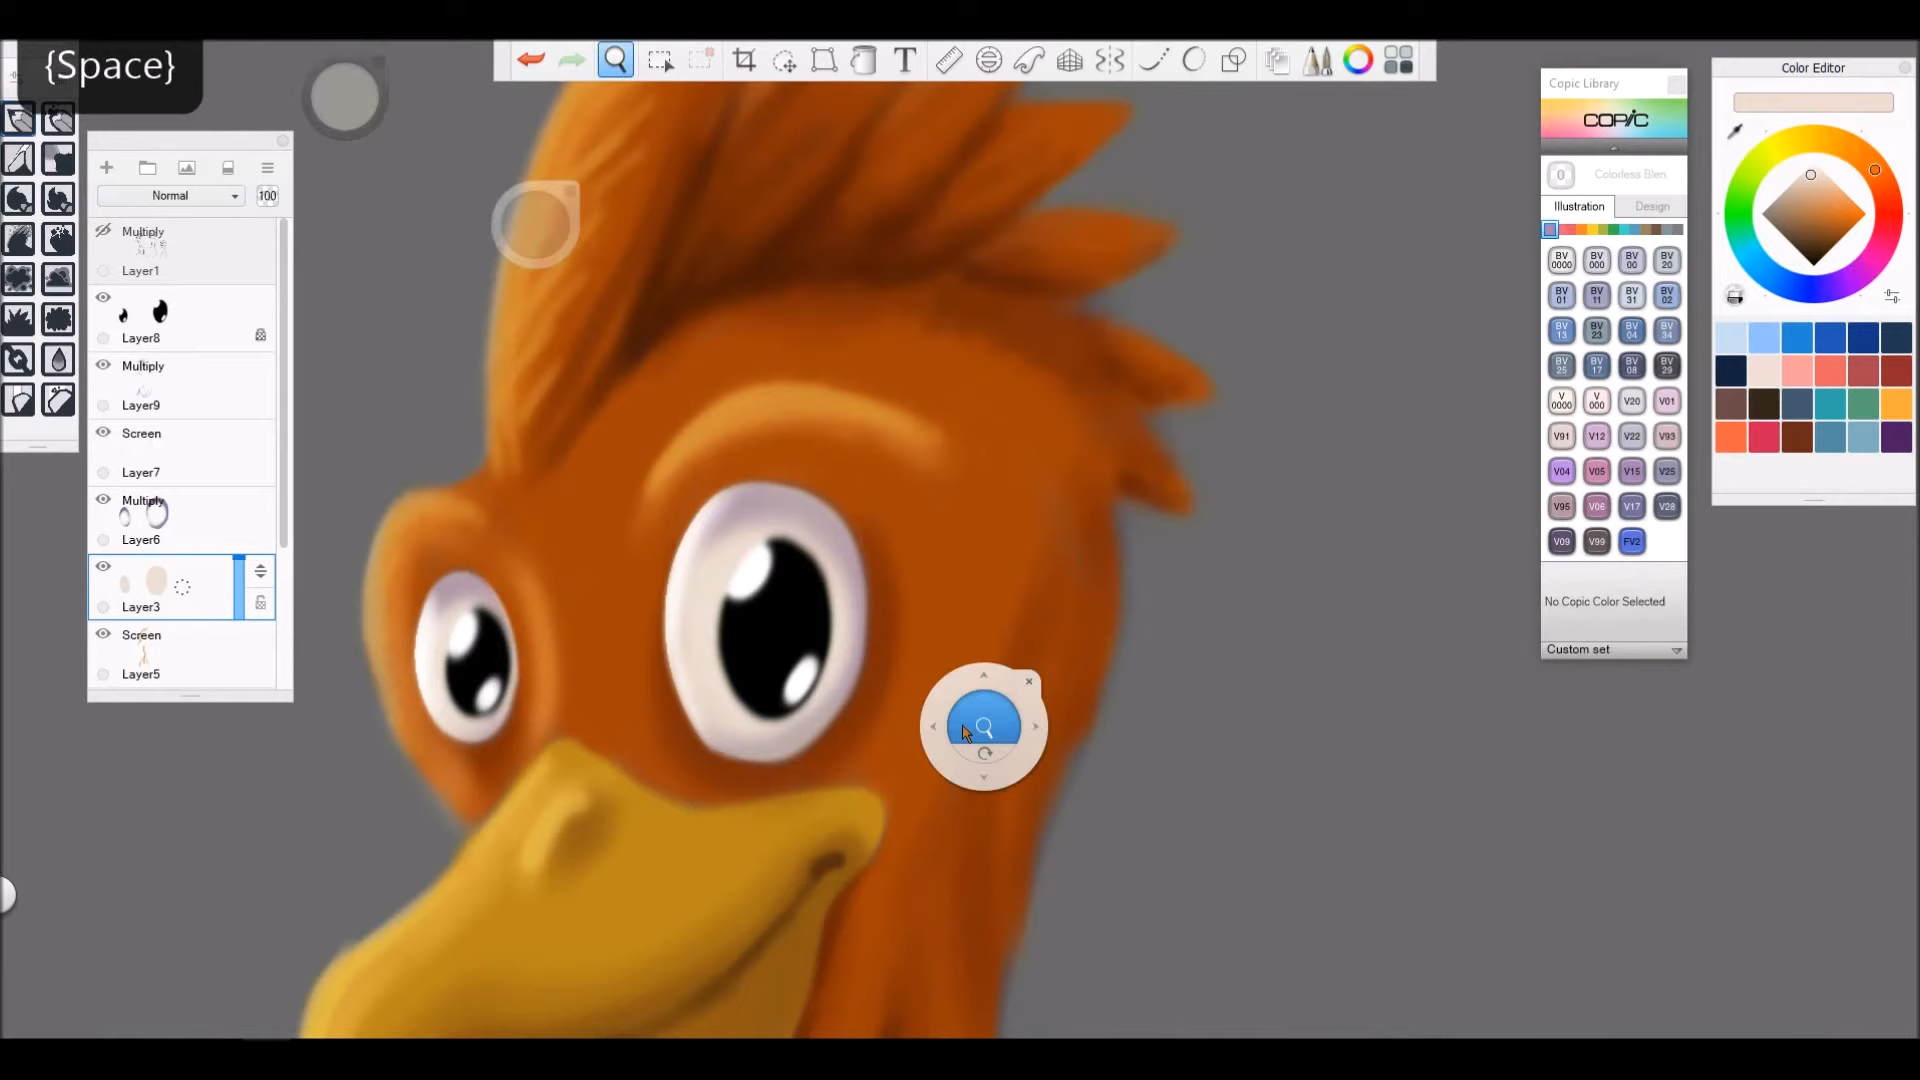 {Space}
Normal
100
Multiply
Layer1
Layer8
Multiply
Layer9
Screen
Layer7
Multiply
Layer6
Layer3
Screen
Layer5
T
Copic Library
COPIC
0 Colorless Blen
Illustration Design
BV 0000 BV 000 BV 00 BV 20
BV 01 BV 11 BV 31 BV 02
BV 13 BV 23 BV 04 BV 34
BV 25 BV 17 BV 08 BV 29
V 0000 V 000 V20 V01
V91 V12 V22 V93
V04 V05 V15 V25
V95 V06 V17 V28
V09 V99 FV2
No Copic Color Selected
Custom set
Color Editor